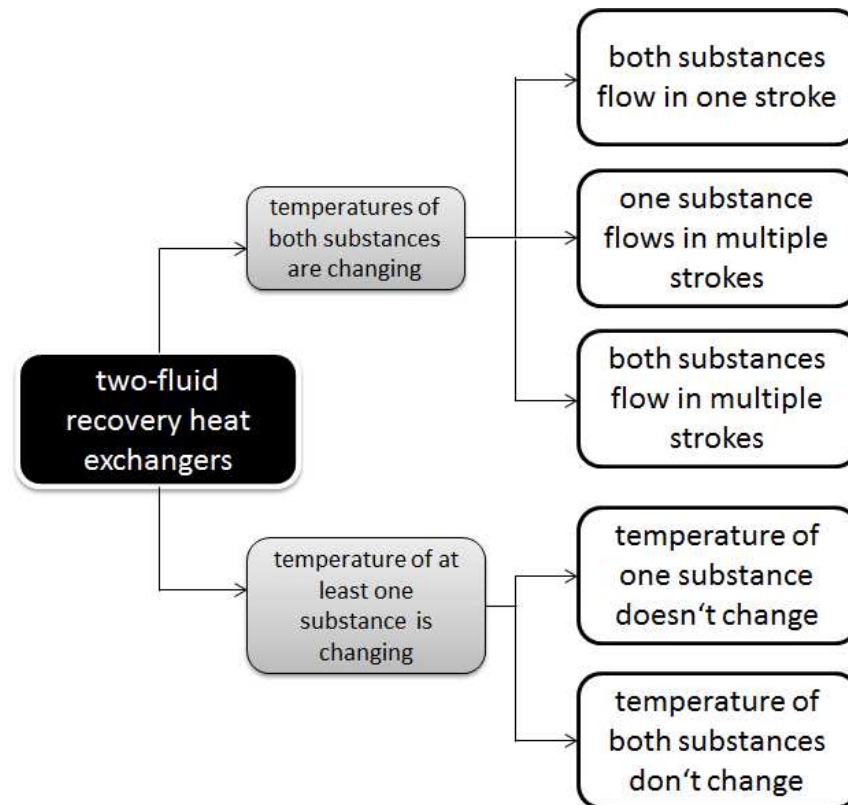 both substances
flow in one stroke
temperatures of
both substances
are changing
one substance
flows in multiple
strokes
both substances
flow in multiple
strokes
two-fluid
recovery heat
exchangers
temperature of at
least one
substance is
changing
temperature of
one substance
doesn‘t change
temperature of
both substances
don‘t change